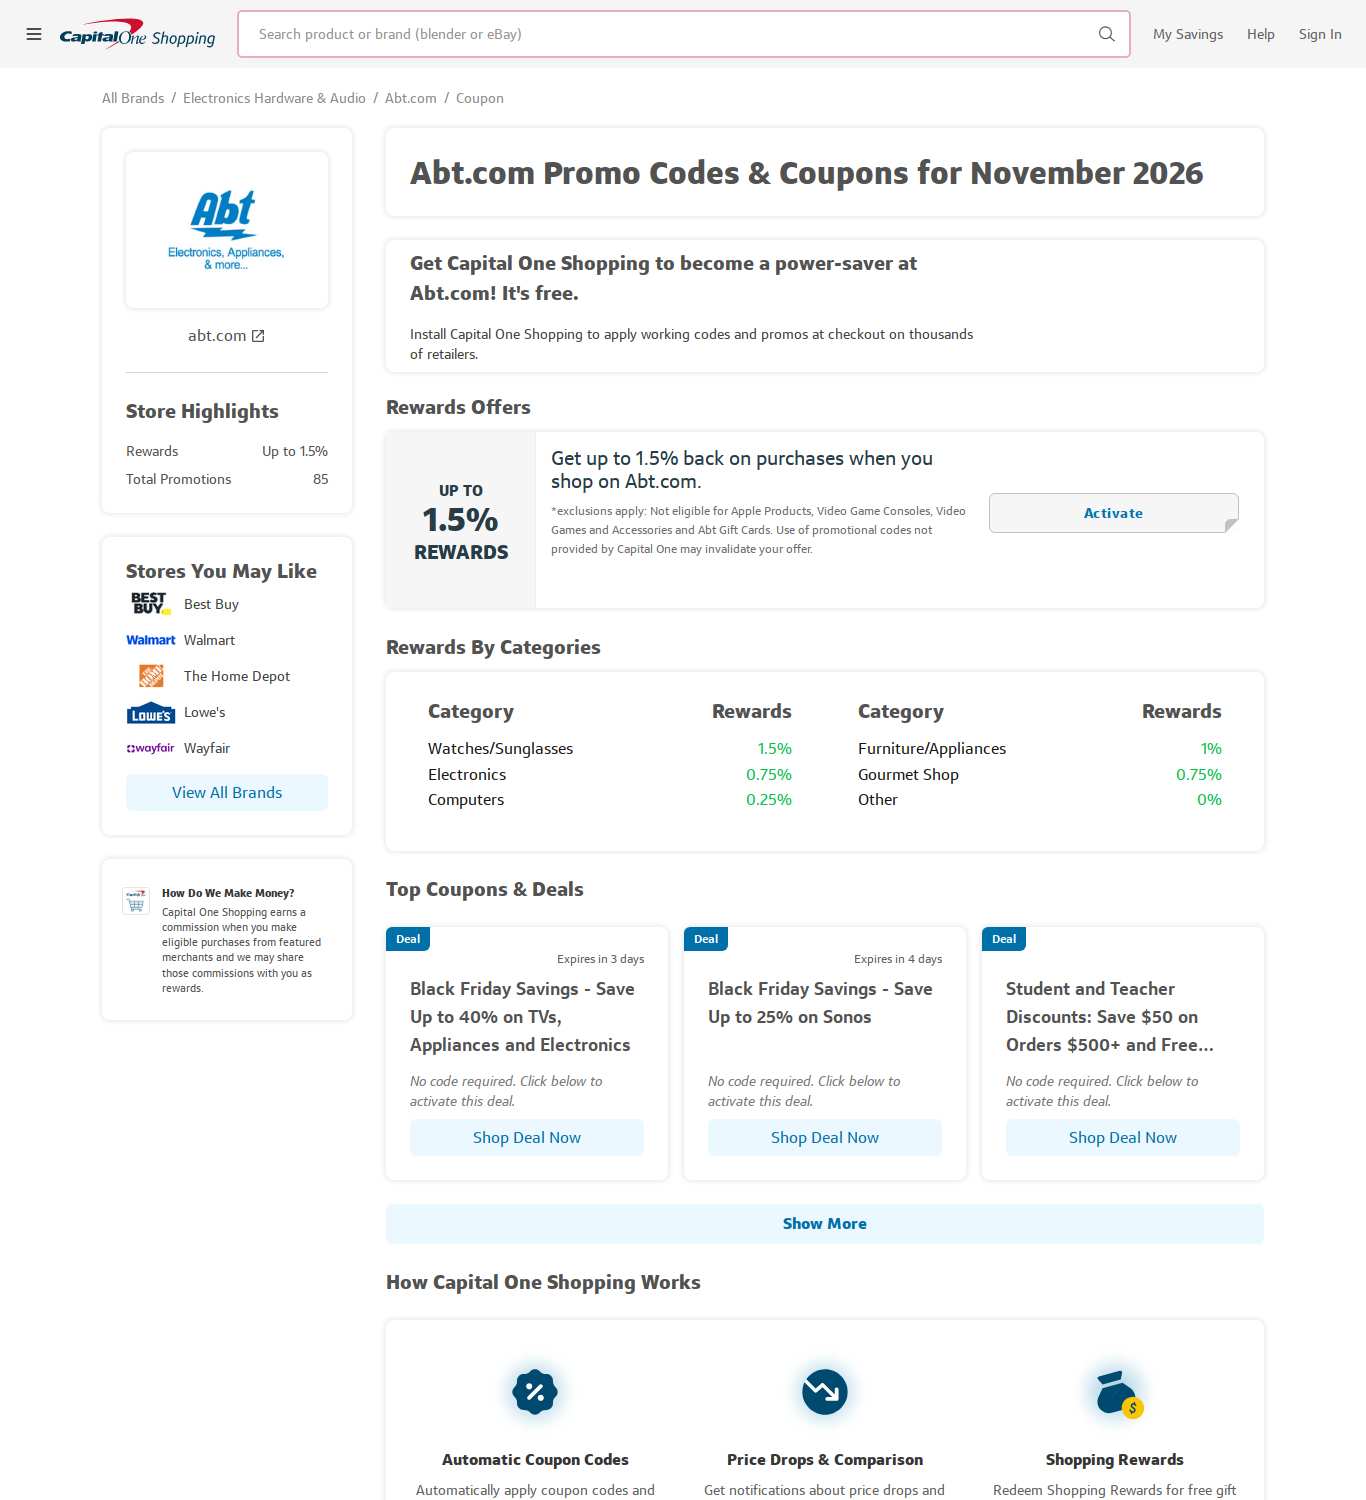 CapitalOne Shopping
Search product or brand (blender or eBay)
My Savings
Help
Sign In
All Brands / Electronics Hardware & Audio / Abt.com / Coupon
Abt
Electronics, Appliances,
& more...
abt.com
Store Highlights
Rewards Up to 1.5%
Total Promotions 85
Stores You May Like
BEST BUY Best Buy
Walmart Walmart
The Home Depot
LOWE'S Lowe's
wayfair Wayfair
View All Brands
How Do We Make Money?
Capital One Shopping earns a
commission when you make
eligible purchases from featured
merchants and we may share
those commissions with you as
rewards.
Abt.com Promo Codes & Coupons for November 2026
Get Capital One Shopping to become a power-saver at
Abt.com! It's free.
Install Capital One Shopping to apply working codes and promos at checkout on thousands
of retailers.
Rewards Offers
UP TO
1.5%
REWARDS
Get up to 1.5% back on purchases when you
shop on Abt.com.
*exclusions apply: Not eligible for Apple Products, Video Game Consoles, Video
Games and Accessories and Abt Gift Cards. Use of promotional codes not
provided by Capital One may invalidate your offer.
Activate
Rewards By Categories
Category Rewards
Watches/Sunglasses 1.5%
Electronics 0.75%
Computers 0.25%
Category Rewards
Furniture/Appliances 1%
Gourmet Shop 0.75%
Other 0%
Top Coupons & Deals
Deal
Expires in 3 days
Black Friday Savings - Save
Up to 40% on TVs,
Appliances and Electronics
No code required. Click below to
activate this deal.
Shop Deal Now
Deal
Expires in 4 days
Black Friday Savings - Save
Up to 25% on Sonos
No code required. Click below to
activate this deal.
Shop Deal Now
Deal
Student and Teacher
Discounts: Save $50 on
Orders $500+ and Free...
No code required. Click below to
activate this deal.
Shop Deal Now
Show More
How Capital One Shopping Works
Automatic Coupon Codes
Automatically apply coupon codes and
Price Drops & Comparison
Get notifications about price drops and
Shopping Rewards
Redeem Shopping Rewards for free gift